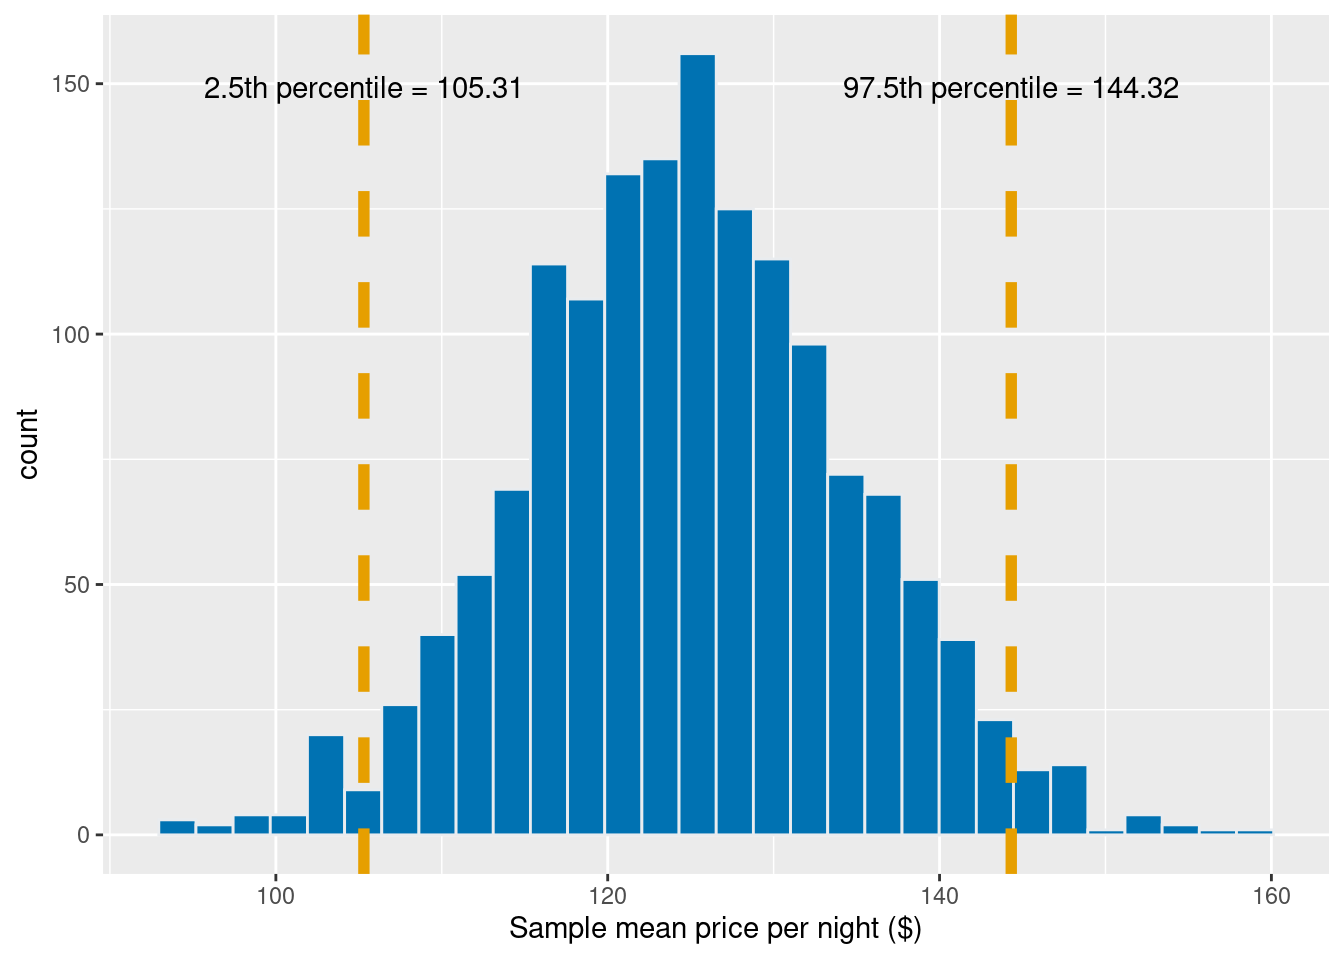 2.5th percentile = 105.31
97.5th percentile = 144.32
150
100
50
0
count
100
120
140
160
Sample mean price per night ($)